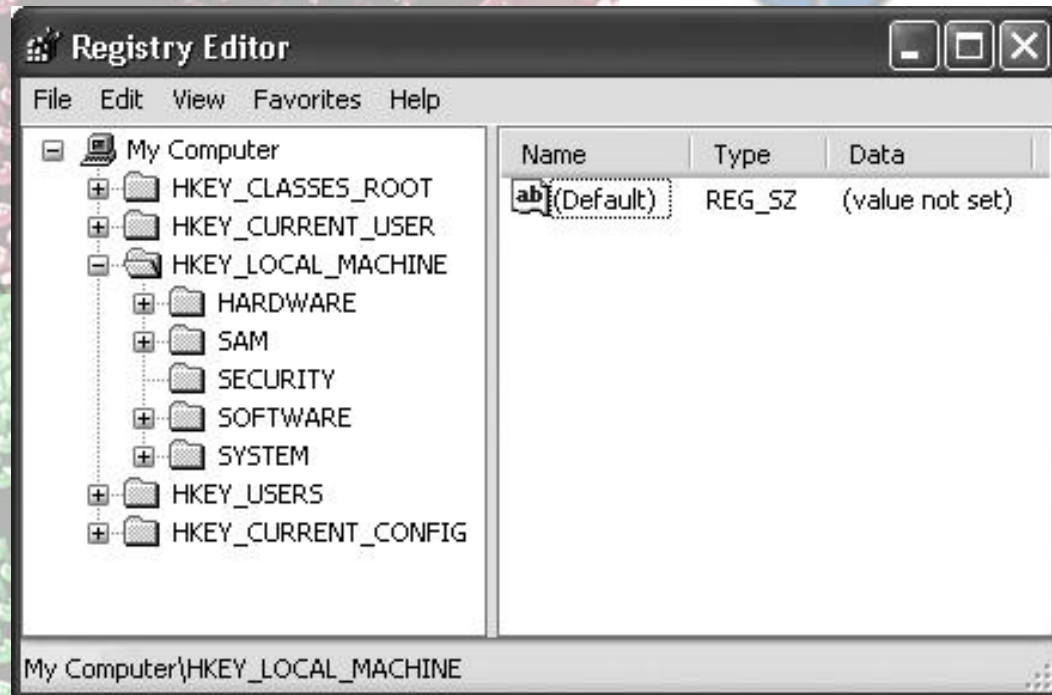 Registry Editor
File Edit View Favorites Help
My Computer
HKEY_CLASSES_ROOT
HKEY_CURRENT_USER
HKEY_LOCAL_MACHINE
HARDWARE
SAM
SECURITY
SOFTWARE
SYSTEM
HKEY_USERS
HKEY_CURRENT_CONFIG
Name Type Data
ab (Default) REG_SZ (value not set)
My Computer\HKEY_LOCAL_MACHINE